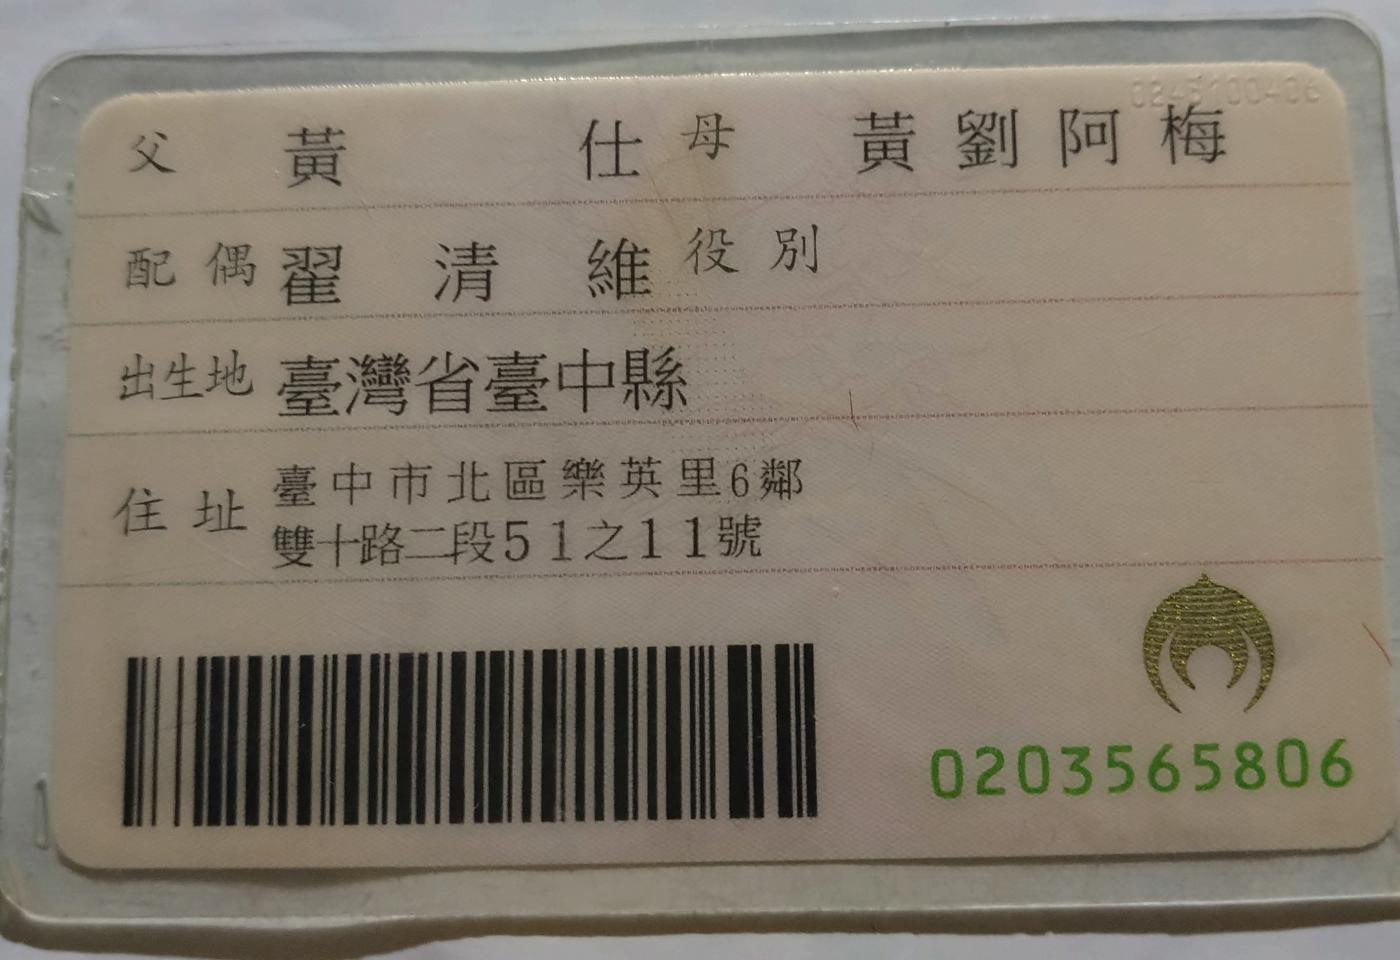 父 黃仕 母 黃劉阿梅
配偶 翟清維 役別
出生地 臺灣省臺中縣
住址 臺中市北區樂英里6鄰
雙十路二段51之11號
0203565806